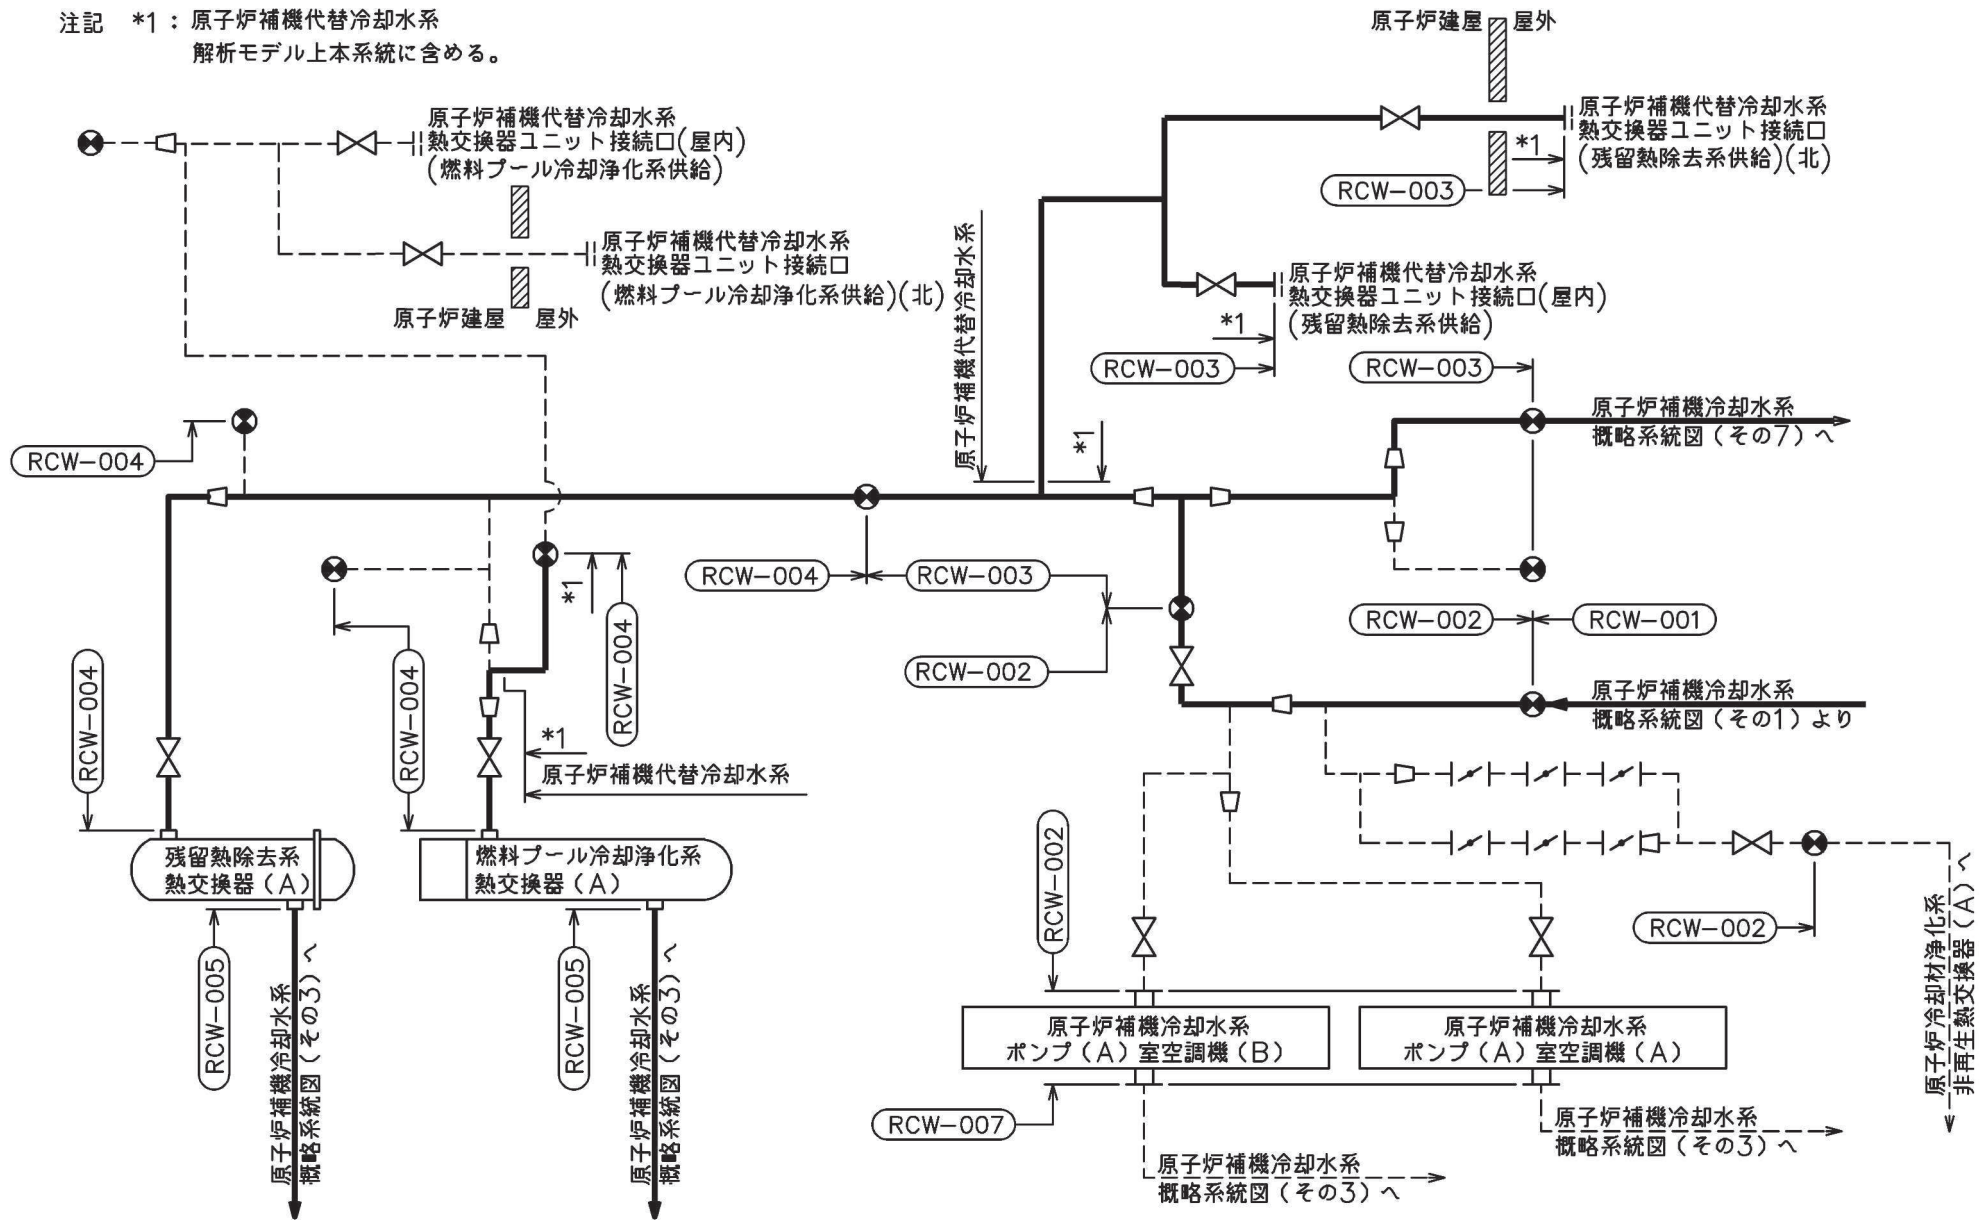 注記 *1 : 原子炉補機代替冷却水系
解析モデル上本系統に含める。
原子炉建屋 屋外
原子炉補機代替冷却水系
熱交換器ユニット接続口(屋内)
(燃料プール冷却浄化系供給)
原子炉補機代替冷却水系
熱交換器ユニット接続口
(残留熱除去系供給)(北)
*1
RCW-003
原子炉補機代替冷却水系
熱交換器ユニット接続口
(燃料プール冷却浄化系供給)(北)
原子炉建屋 屋外
原子炉補機代替冷却水系
原子炉補機代替冷却水系
熱交換器ユニット接続口(屋内)
(残留熱除去系供給)
*1
RCW-003
RCW-003
原子炉補機冷却水系
概略系統図(その7)へ
*1
RCW-004
RCW-004
RCW-003
*1
RCW-004
RCW-002
RCW-001
RCW-002
原子炉補機冷却水系
概略系統図(その1)より
RCW-004
RCW-004
*1
原子炉補機代替冷却水系
残留熱除去系
熱交換器(A)
燃料プール冷却浄化系
熱交換器(A)
RCW-002
RCW-002
原子炉冷却材浄化系
非再生熱交換器(A)へ
RCW-005
原子炉補機冷却水系
概略系統図(その3)へ
RCW-005
原子炉補機冷却水系
概略系統図(その3)へ
原子炉補機冷却水系
ポンプ(A)室空調機(B)
原子炉補機冷却水系
ポンプ(A)室空調機(A)
RCW-007
原子炉補機冷却水系
概略系統図(その3)へ
原子炉補機冷却水系
概略系統図(その3)へ